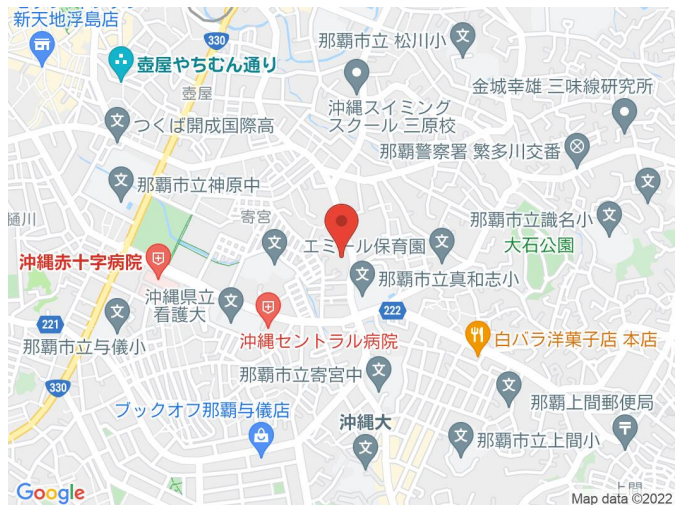 新天地浮島店
330
壺屋やちむん通り
壺屋
つくば開成国際高
那覇市立 松川小
沖縄スイミング
スクール 三原校
金城幸雄 三味線研究所
那覇警察署 繁多川交番
那覇市立神原中
樋川
寄宮
エミール保育園
那覇市立識名小
大石公園
沖縄赤十字病院
那覇市立真和志小
沖縄県立
看護大
222
221
沖縄セントラル病院
白バラ洋菓子店 本店
那覇市立与儀小
那覇市立寄宮中
330
ブックオフ那覇与儀店
沖縄大
那覇上間郵便局
那覇市立上間小
上間
Google
Map data ©2022